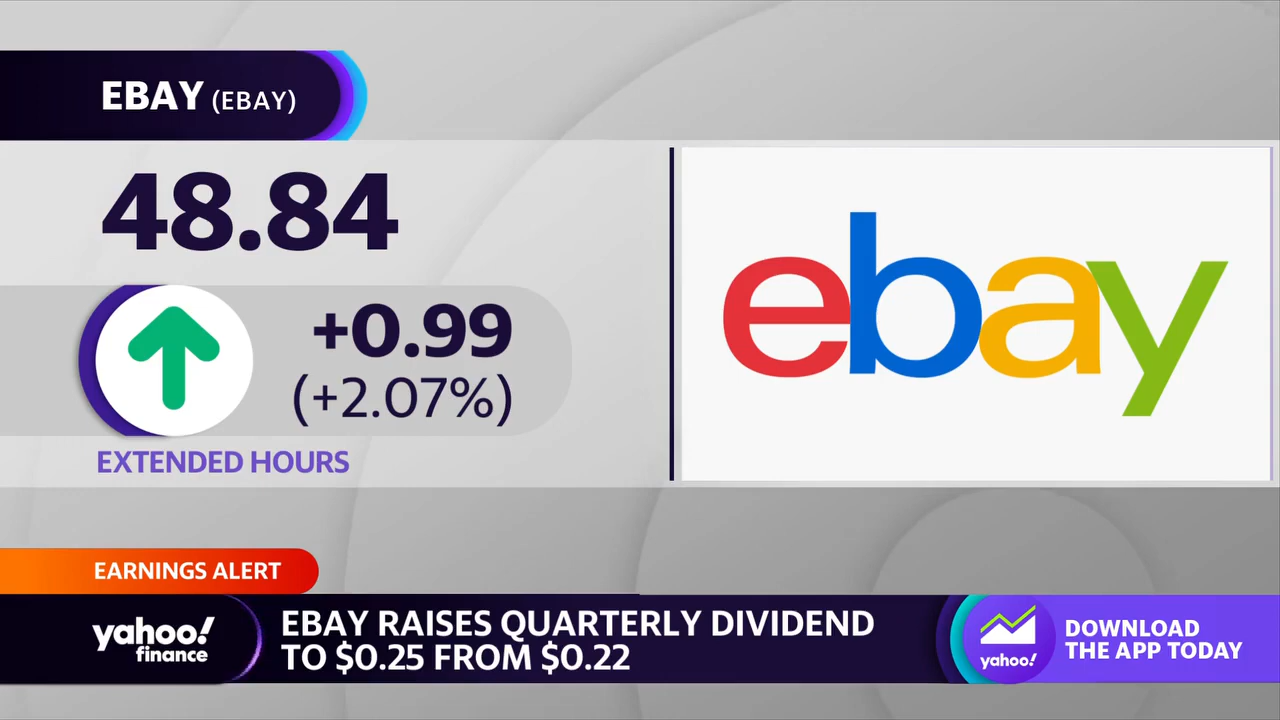 EBAY (EBAY)
48.84
+0.99
(+2.07%)
EXTENDED HOURS
ebay
EARNINGS ALERT
yahoo!
finance
EBAY RAISES QUARTERLY DIVIDEND
TO $0.25 FROM $0.22
yahoo!
DOWNLOAD
THE APP TODAY